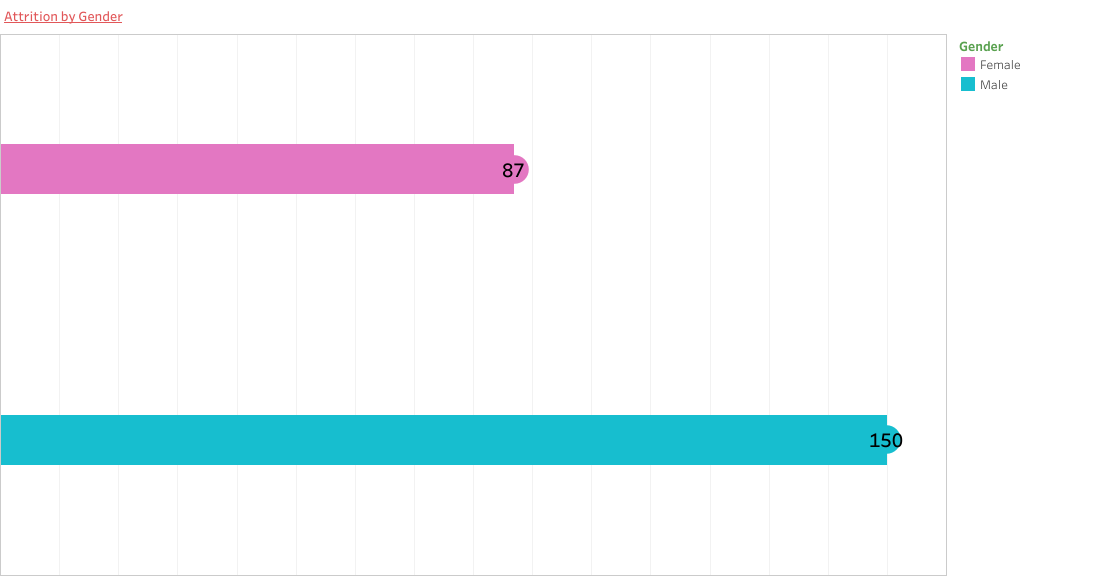 Attrition by Gender
Gender
Female
Male
87
150